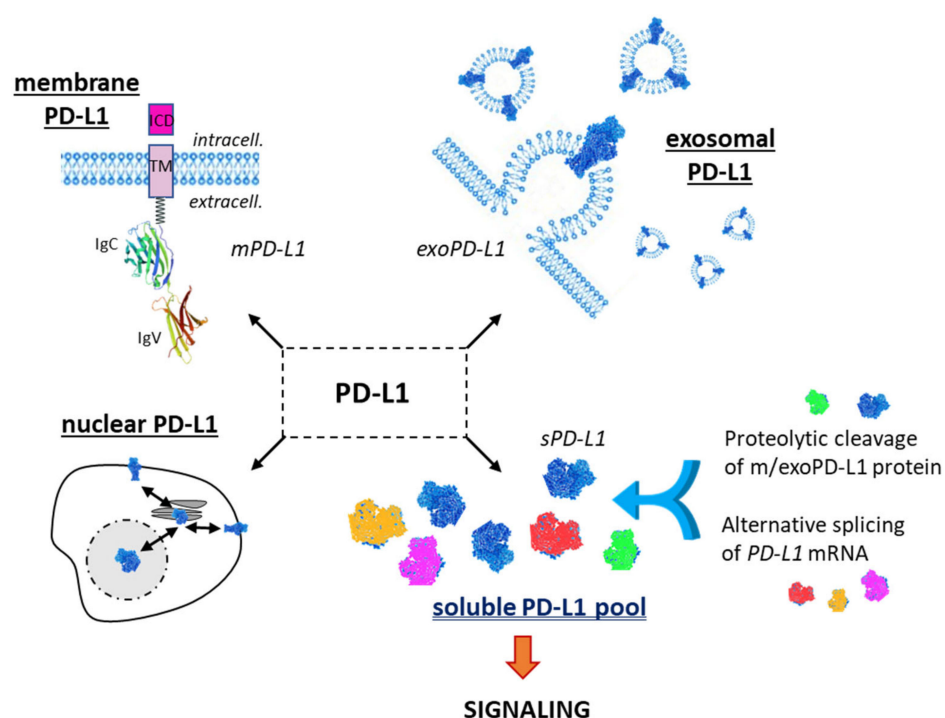 membrane
PD-L1
ICD
intracell.
TM
extracell.
IgC
mPD-L1
IgV
exosomal
PD-L1
exoPD-L1
PD-L1
nuclear PD-L1
sPD-L1
Proteolytic cleavage
of m/exoPD-L1 protein
Alternative splicing
of PD-L1 mRNA
soluble PD-L1 pool
SIGNALING